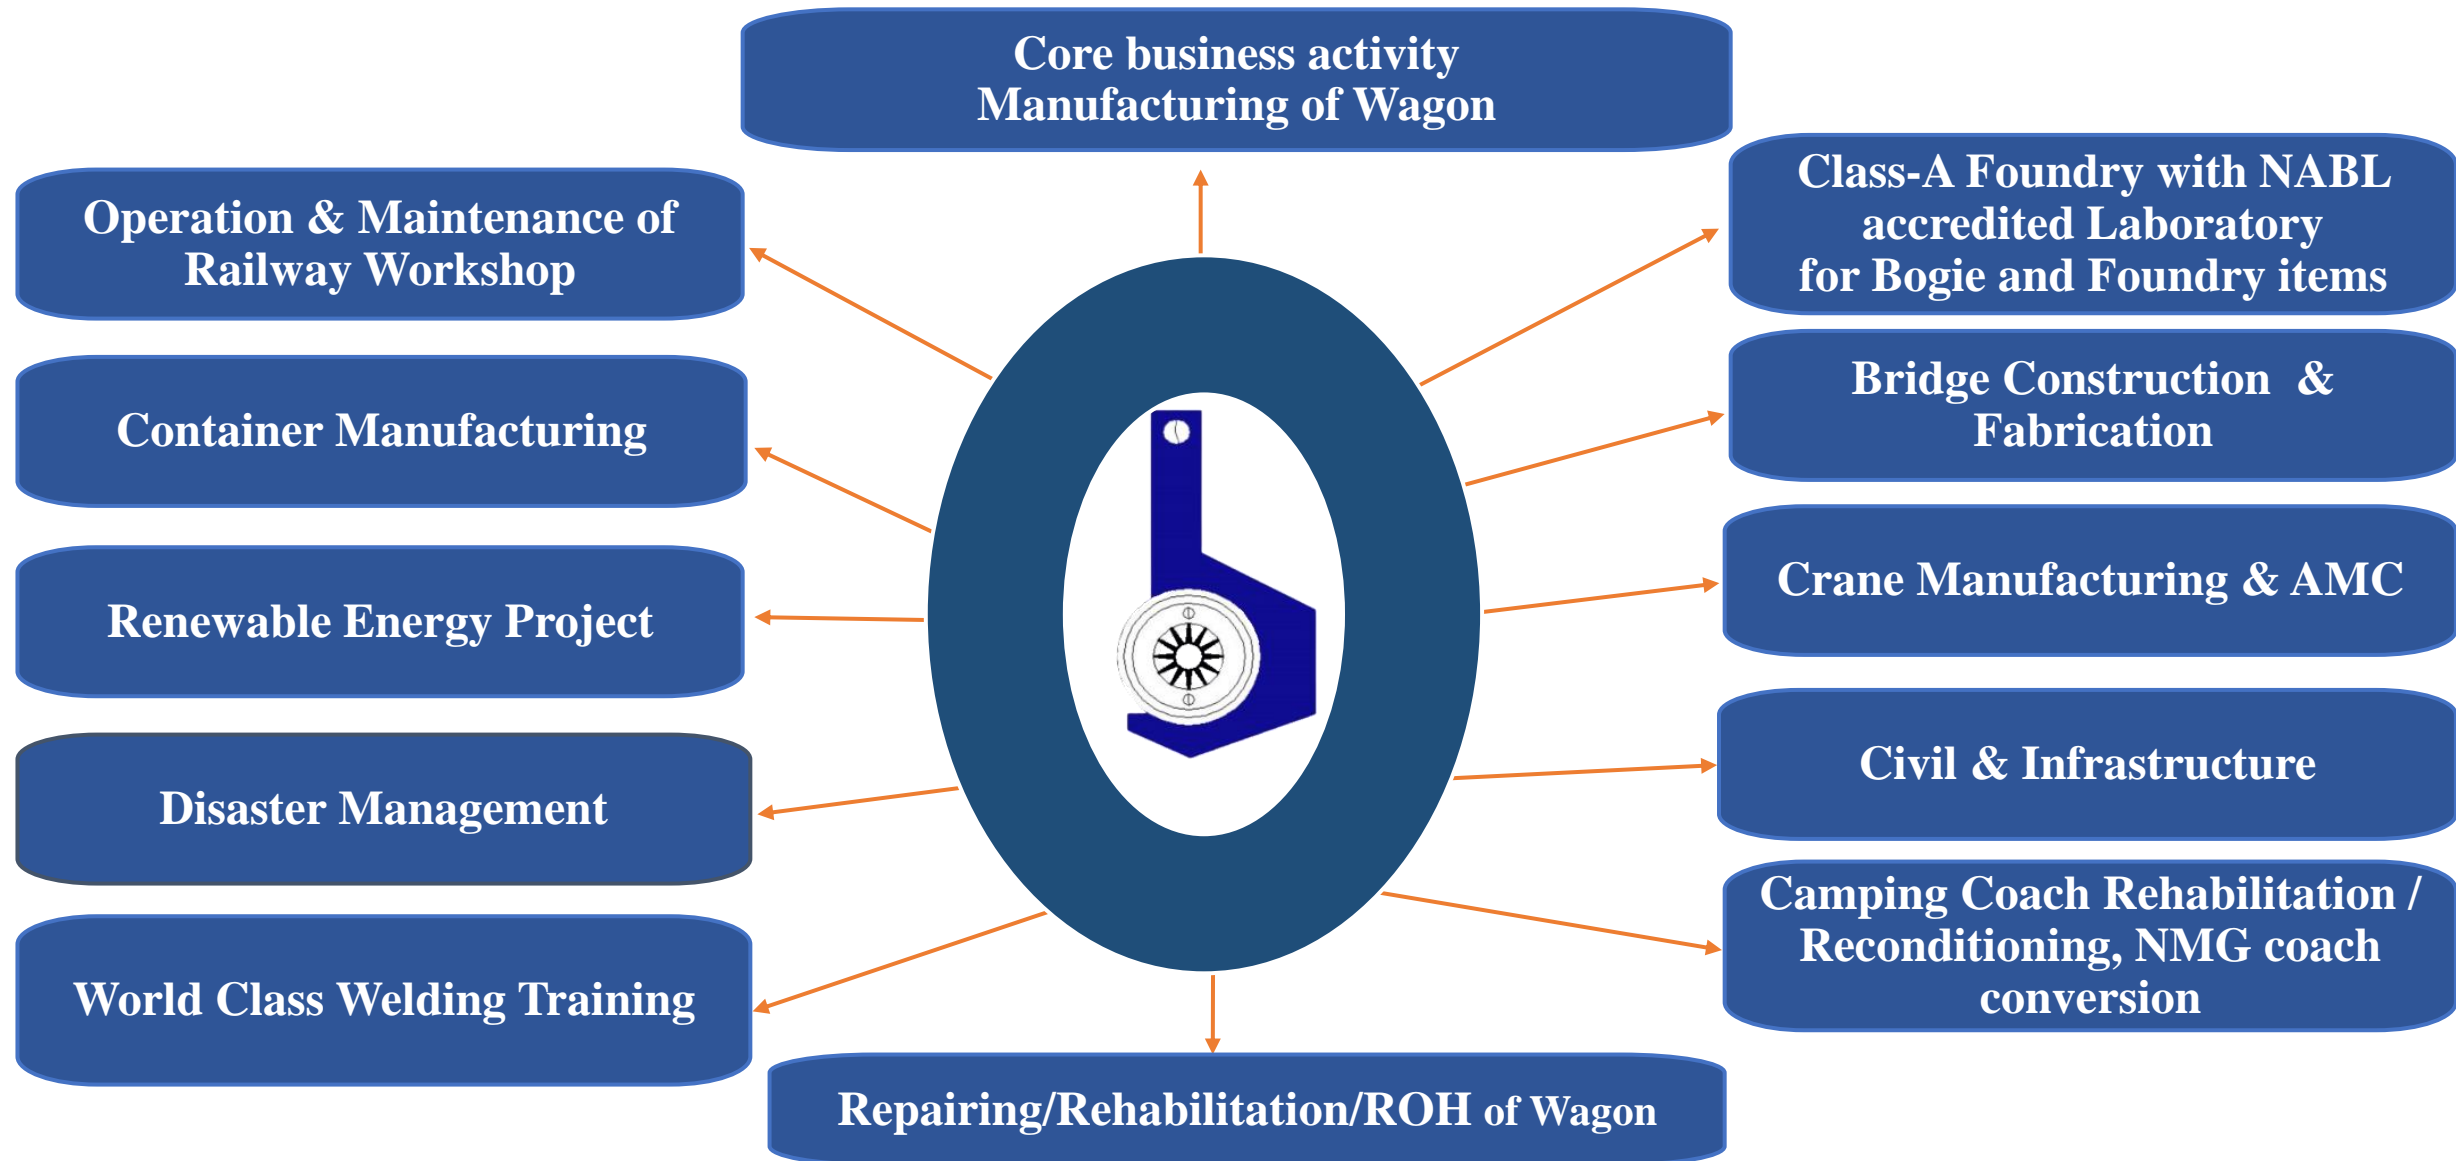 Core business activity
Manufacturing of Wagon
Operation & Maintenance of
Railway Workshop
Container Manufacturing
Renewable Energy Project
Disaster Management
World Class Welding Training
Class-A Foundry with NABL
accredited Laboratory
for Bogie and Foundry items
Bridge Construction & 
Fabrication
Crane Manufacturing & AMC
Civil & Infrastructure
Camping Coach Rehabilitation /
Reconditioning, NMG coach
conversion
Repairing/Rehabilitation/ROH of Wagon